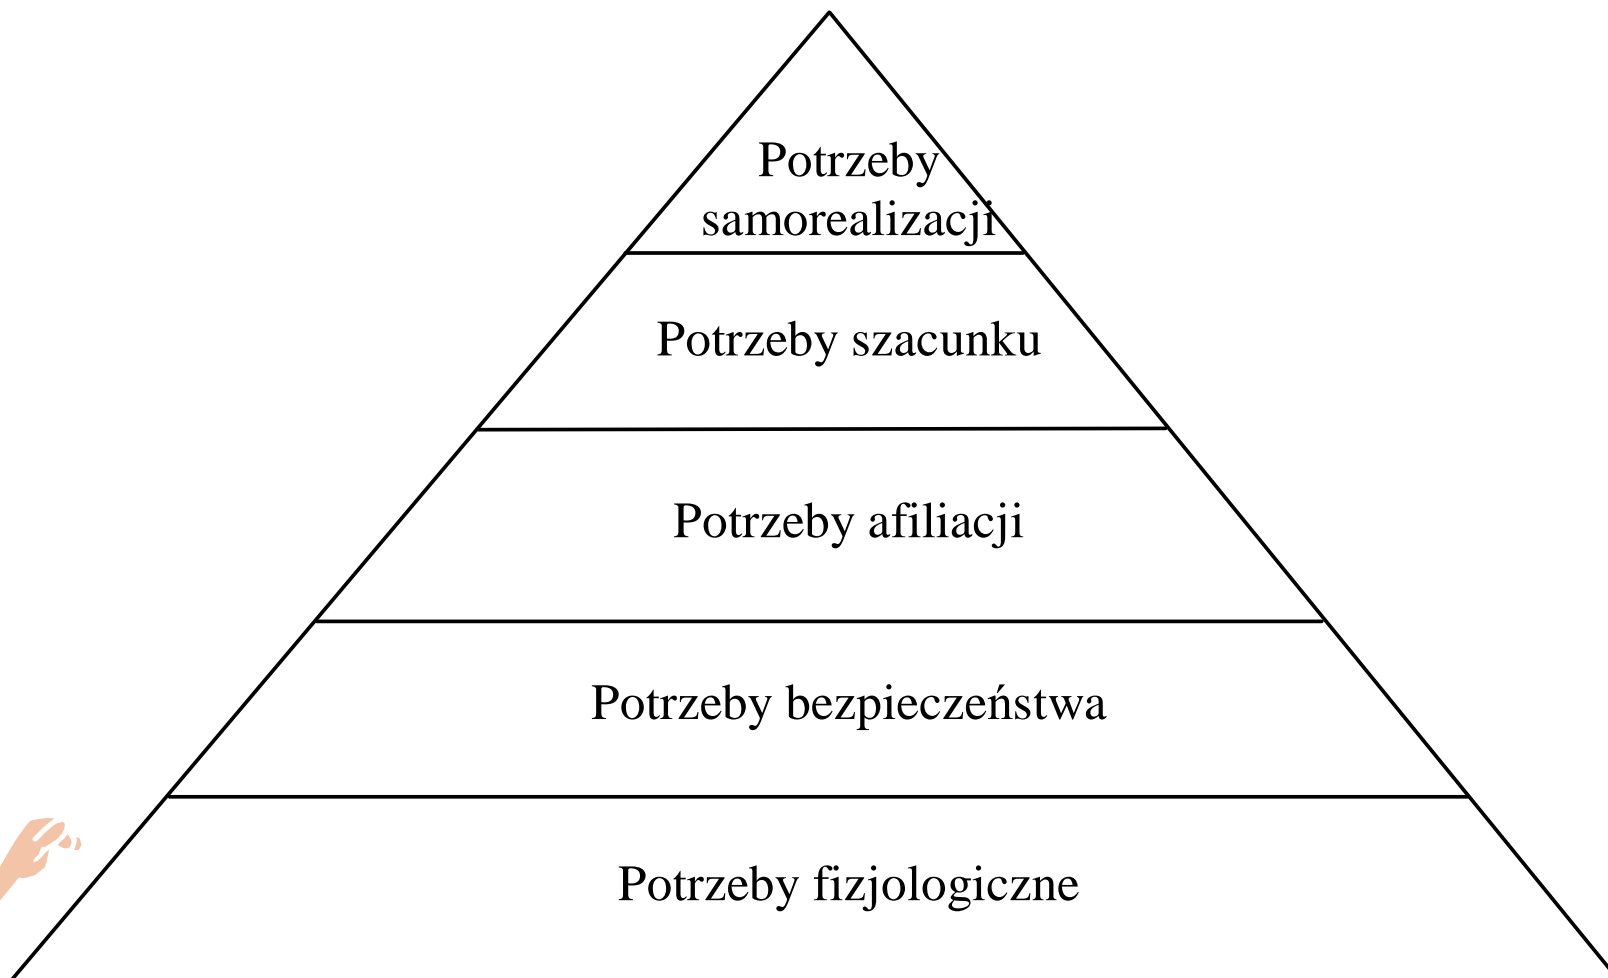 Potrzeby
samorealizacji
Potrzeby szacunku
Potrzeby afiliacji
Potrzeby bezpieczeństwa
Potrzeby fizjologiczne